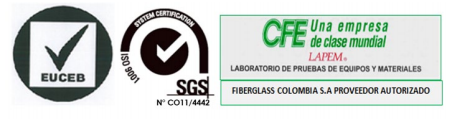 EUCEB
SYSTEM CERTIFICATION
ISO 9001
SGS
N° CO11/4442
CFE Una empresa
de clase mundial
LAPEM®
LABORATORIO DE PRUEBAS DE EQUIPOS Y MATERIALES
FIBERGLASS COLOMBIA S.A PROVEEDOR AUTORIZADO